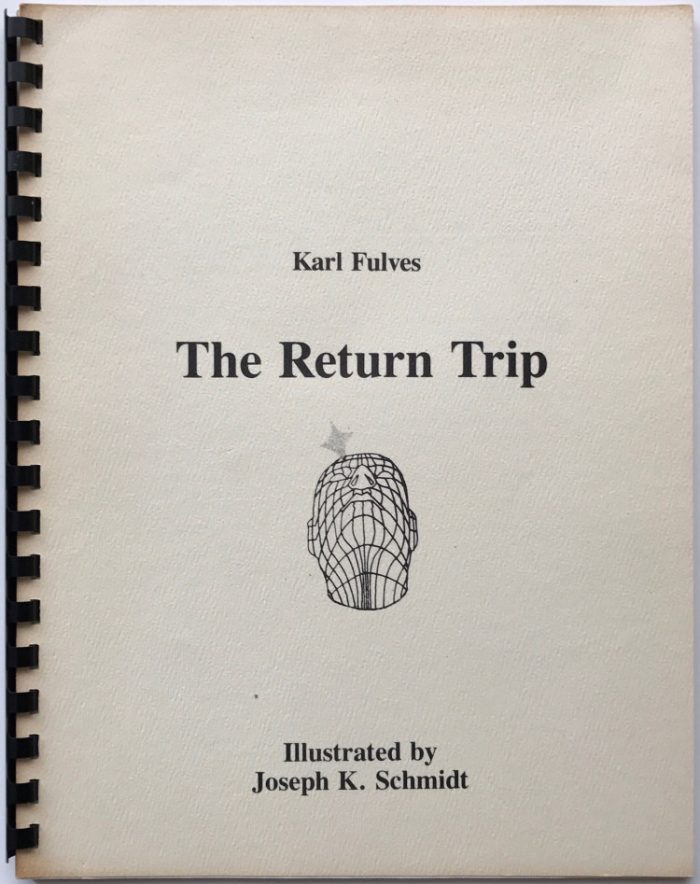 Karl Fulves
The Return Trip
Illustrated by
Joseph K. Schmidt